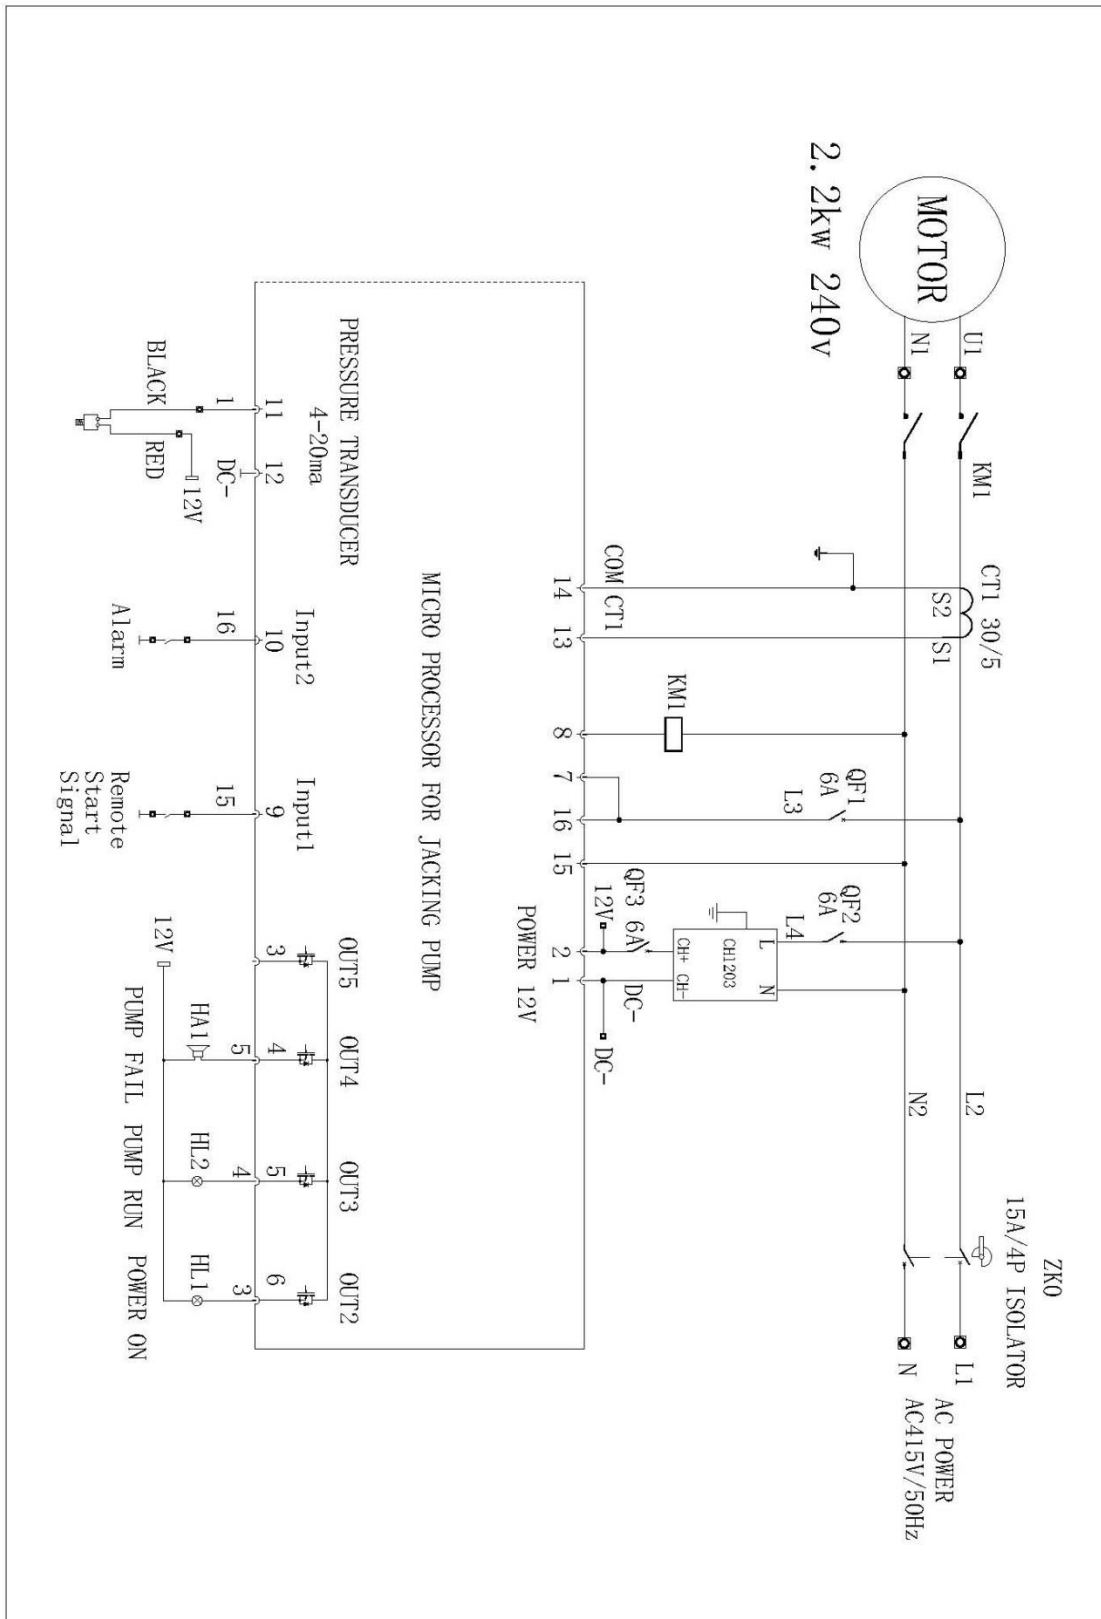 ZK0
15A/4P ISOLATOR
CT1 30/5
KM1
U1
S2
S1
L2
L1
AC POWER
N1
N2
N
AC415V/50Hz
MOTOR
2.2kw 240v
QF1
6A
L3
QF2
6A
L4
L
N
CH1203
CH+
CH-
KM1
QF3 6A
12V
DC-
DC-
COM CT1
14
13
8
7
16
15
2
1
POWER 12V
MICRO PROCESSOR FOR JACKING PUMP
PRESSURE TRANSDUCER
4-20ma
Input2
Input1
OUT5
OUT4
OUT3
OUT2
11
12
10
9
3
4
5
6
1
DC-
16
15
5
4
3
12V
HA1
HL2
HL1
BLACK
RED
12V
Alarm
Remote
Start
Signal
PUMP FAIL
PUMP RUN
POWER ON